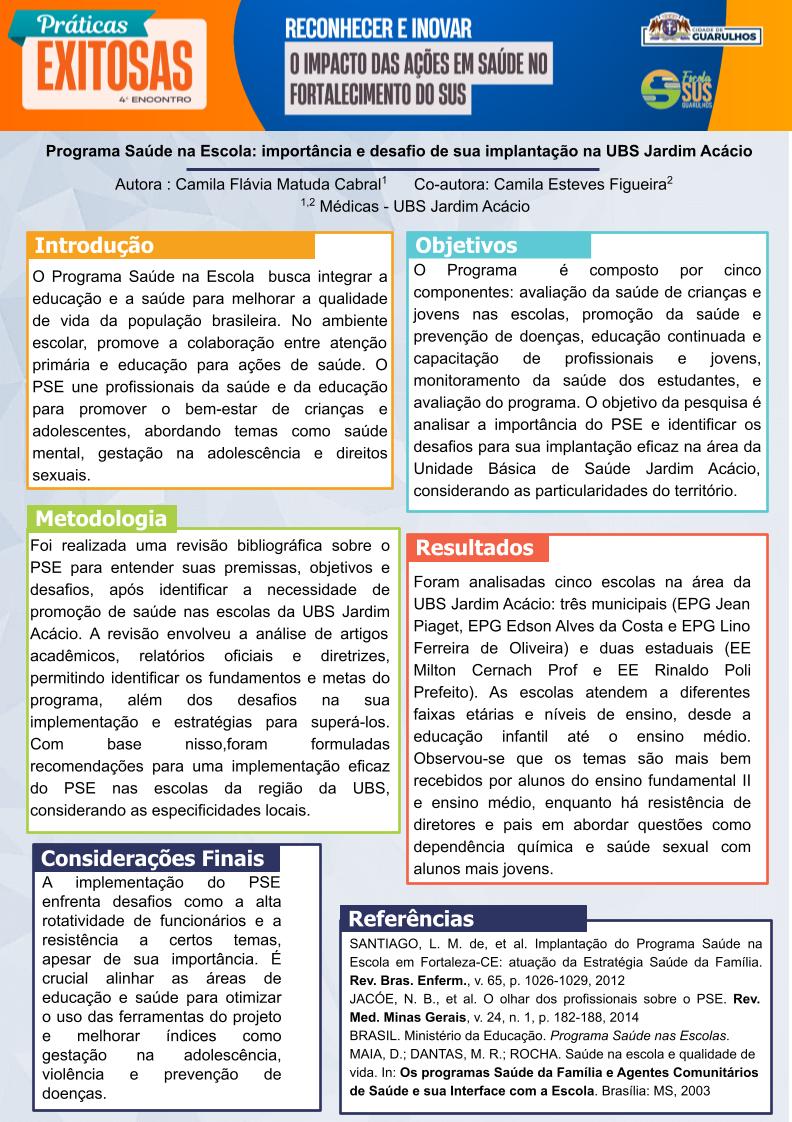 Práticas
EXITOSAS
4º ENCONTRO
RECONHECER E INOVAR
O IMPACTO DAS AÇÕES EM SAÚDE NO
FORTALECIMENTO DO SUS
CIDADE DE
GUARULHOS
Escola
SUS
GUARULHOS
Programa Saúde na Escola: importância e desafio de sua implantação na UBS Jardim Acácio
Autora : Camila Flávia Matuda Cabral¹ Co-autora: Camila Esteves Figueira²
¹,² Médicas - UBS Jardim Acácio
Introdução
O Programa Saúde na Escola busca integrar a
educação e a saúde para melhorar a qualidade
de vida da população brasileira. No ambiente
escolar, promove a colaboração entre atenção
primária e educação para ações de saúde. O
PSE une profissionais da saúde e da educação
para promover o bem-estar de crianças e
adolescentes, abordando temas como saúde
mental, gestação na adolescência e direitos
sexuais.
Objetivos
O Programa é composto por cinco
componentes: avaliação da saúde de crianças e
jovens nas escolas, promoção da saúde e
prevenção de doenças, educação continuada e
capacitação de profissionais e jovens,
monitoramento da saúde dos estudantes, e
avaliação do programa. O objetivo da pesquisa é
analisar a importância do PSE e identificar os
desafios para sua implantação eficaz na área da
Unidade Básica de Saúde Jardim Acácio,
considerando as particularidades do território.
Metodologia
Foi realizada uma revisão bibliográfica sobre o
PSE para entender suas premissas, objetivos e
desafios, após identificar a necessidade de
promoção de saúde nas escolas da UBS Jardim
Acácio. A revisão envolveu a análise de artigos
acadêmicos, relatórios oficiais e diretrizes,
permitindo identificar os fundamentos e metas do
programa, além dos desafios na sua
implementação e estratégias para superá-los.
Com base nisso,foram formuladas
recomendações para uma implementação eficaz
do PSE nas escolas da região da UBS,
considerando as especificidades locais.
Resultados
Foram analisadas cinco escolas na área da
UBS Jardim Acácio: três municipais (EPG Jean
Piaget, EPG Edson Alves da Costa e EPG Lino
Ferreira de Oliveira) e duas estaduais (EE
Milton Cernach Prof e EE Rinaldo Poli
Prefeito). As escolas atendem a diferentes
faixas etárias e níveis de ensino, desde a
educação infantil até o ensino médio.
Observou-se que os temas são mais bem
recebidos por alunos do ensino fundamental II
e ensino médio, enquanto há resistência de
diretores e pais em abordar questões como
dependência química e saúde sexual com
alunos mais jovens.
Considerações Finais
A implementação do PSE
enfrenta desafios como a alta
rotatividade de funcionários e a
resistência a certos temas,
apesar de sua importância. É
crucial alinhar as áreas de
educação e saúde para otimizar
o uso das ferramentas do projeto
e melhorar índices como
gestação na adolescência,
violência e prevenção de
doenças.
Referências
SANTIAGO, L. M. de, et al. Implantação do Programa Saúde na
Escola em Fortaleza-CE: atuação da Estratégia Saúde da Família.
Rev. Bras. Enferm., v. 65, p. 1026-1029, 2012
JACÓE, N. B., et al. O olhar dos profissionais sobre o PSE. Rev.
Med. Minas Gerais, v. 24, n. 1, p. 182-188, 2014
BRASIL. Ministério da Educação. Programa Saúde nas Escolas.
MAIA, D.; DANTAS, M. R.; ROCHA. Saúde na escola e qualidade de
vida. In: Os programas Saúde da Família e Agentes Comunitários
de Saúde e sua Interface com a Escola. Brasília: MS, 2003